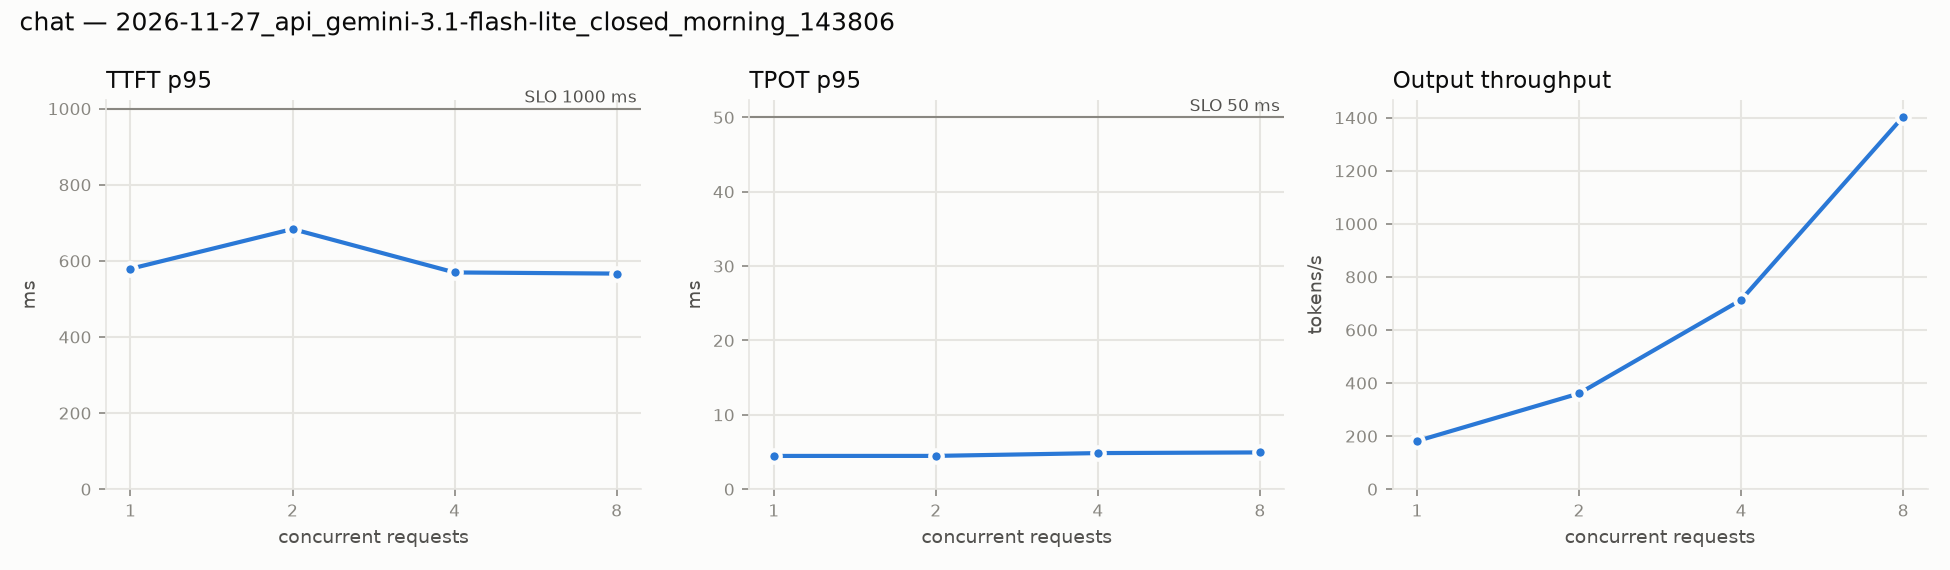 chat — 2026-11-27_api_gemini-3.1-flash-lite_closed_morning_143806
TTFT p95
SLO 1000 ms
1000
800
600
400
200
0
ms
1 2 4 8
concurrent requests
TPOT p95
SLO 50 ms
50
40
30
20
10
0
ms
1 2 4 8
concurrent requests
Output throughput
1400
1200
1000
800
600
400
200
0
tokens/s
1 2 4 8
concurrent requests